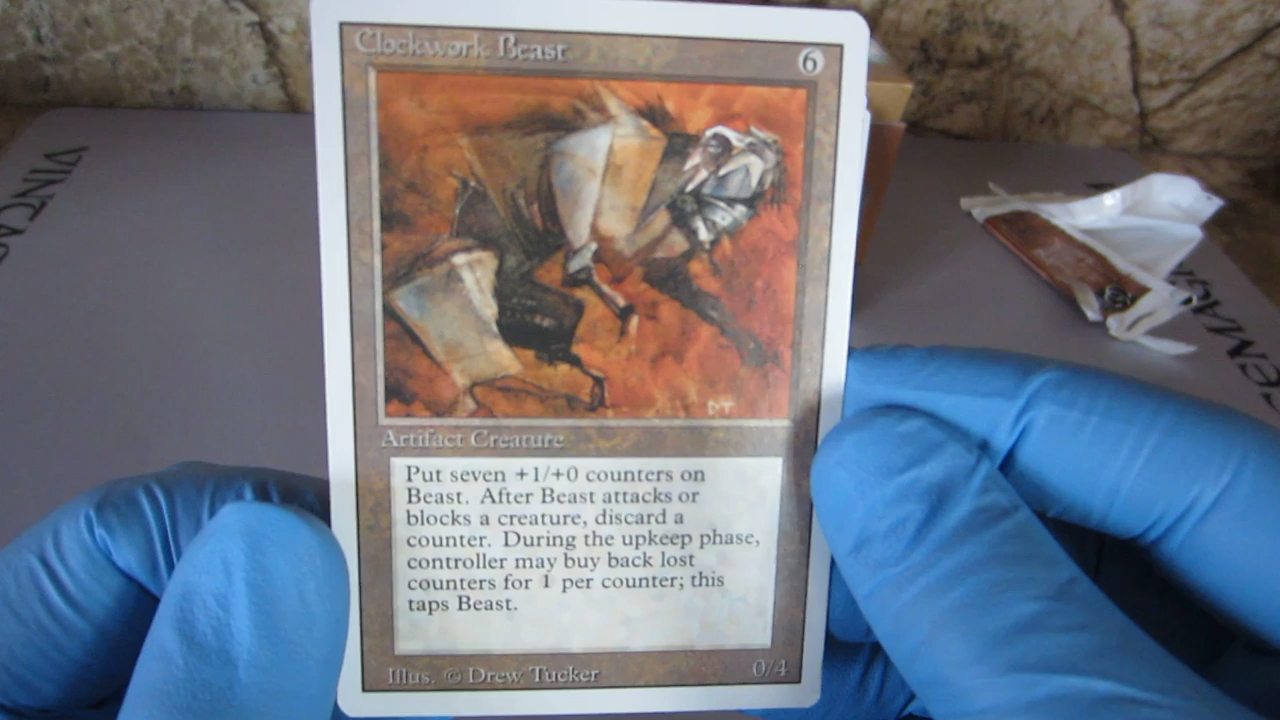 Clockwork Beast
6
DT
Artifact Creature
Put seven +1/+0 counters on
Beast. After Beast attacks or
blocks a creature, discard a
counter. During the upkeep phase,
controller may buy back lost
counters for 1 per counter; this
taps Beast.
Illus. © Drew Tucker
0/4
VINTAG
EMAG